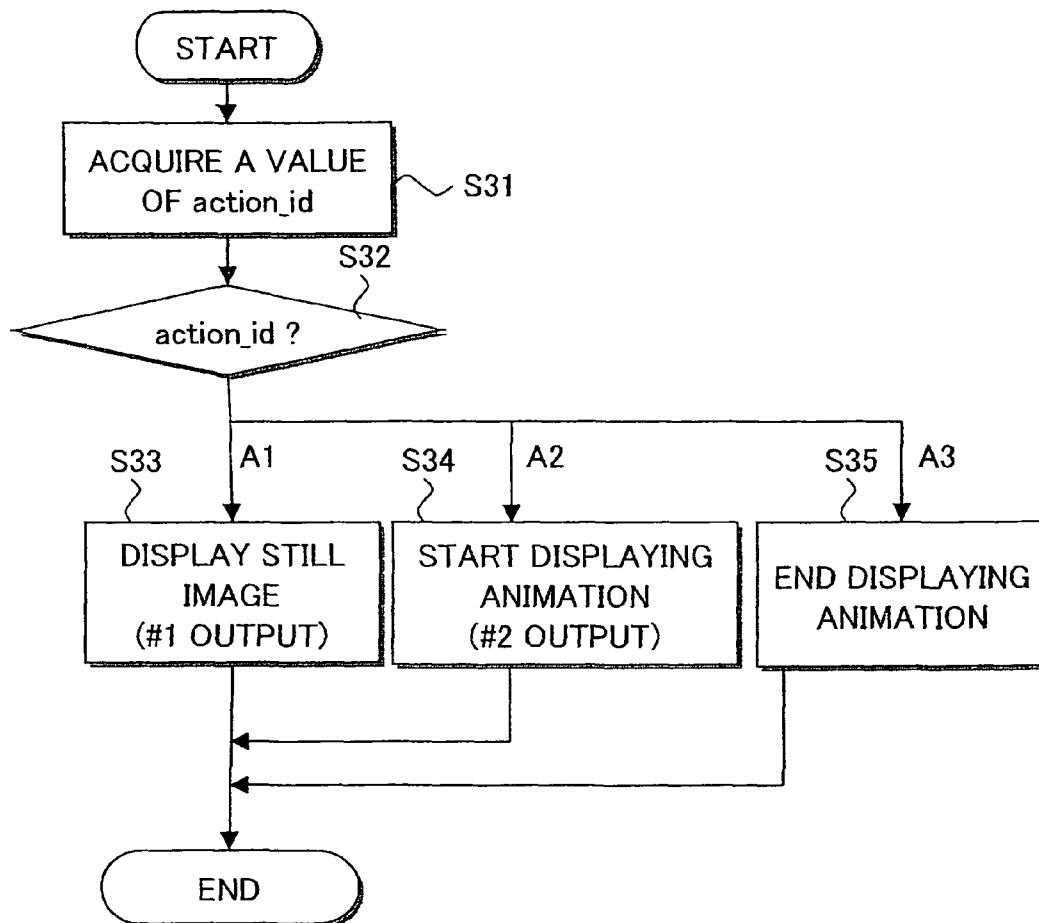 START
ACQUIRE A VALUE
OF action_id
S31
S32
action_id ?
S33
A1
S34
A2
S35
A3
DISPLAY STILL
IMAGE
(#1 OUTPUT)
START DISPLAYING
ANIMATION
(#2 OUTPUT)
END DISPLAYING
ANIMATION
END